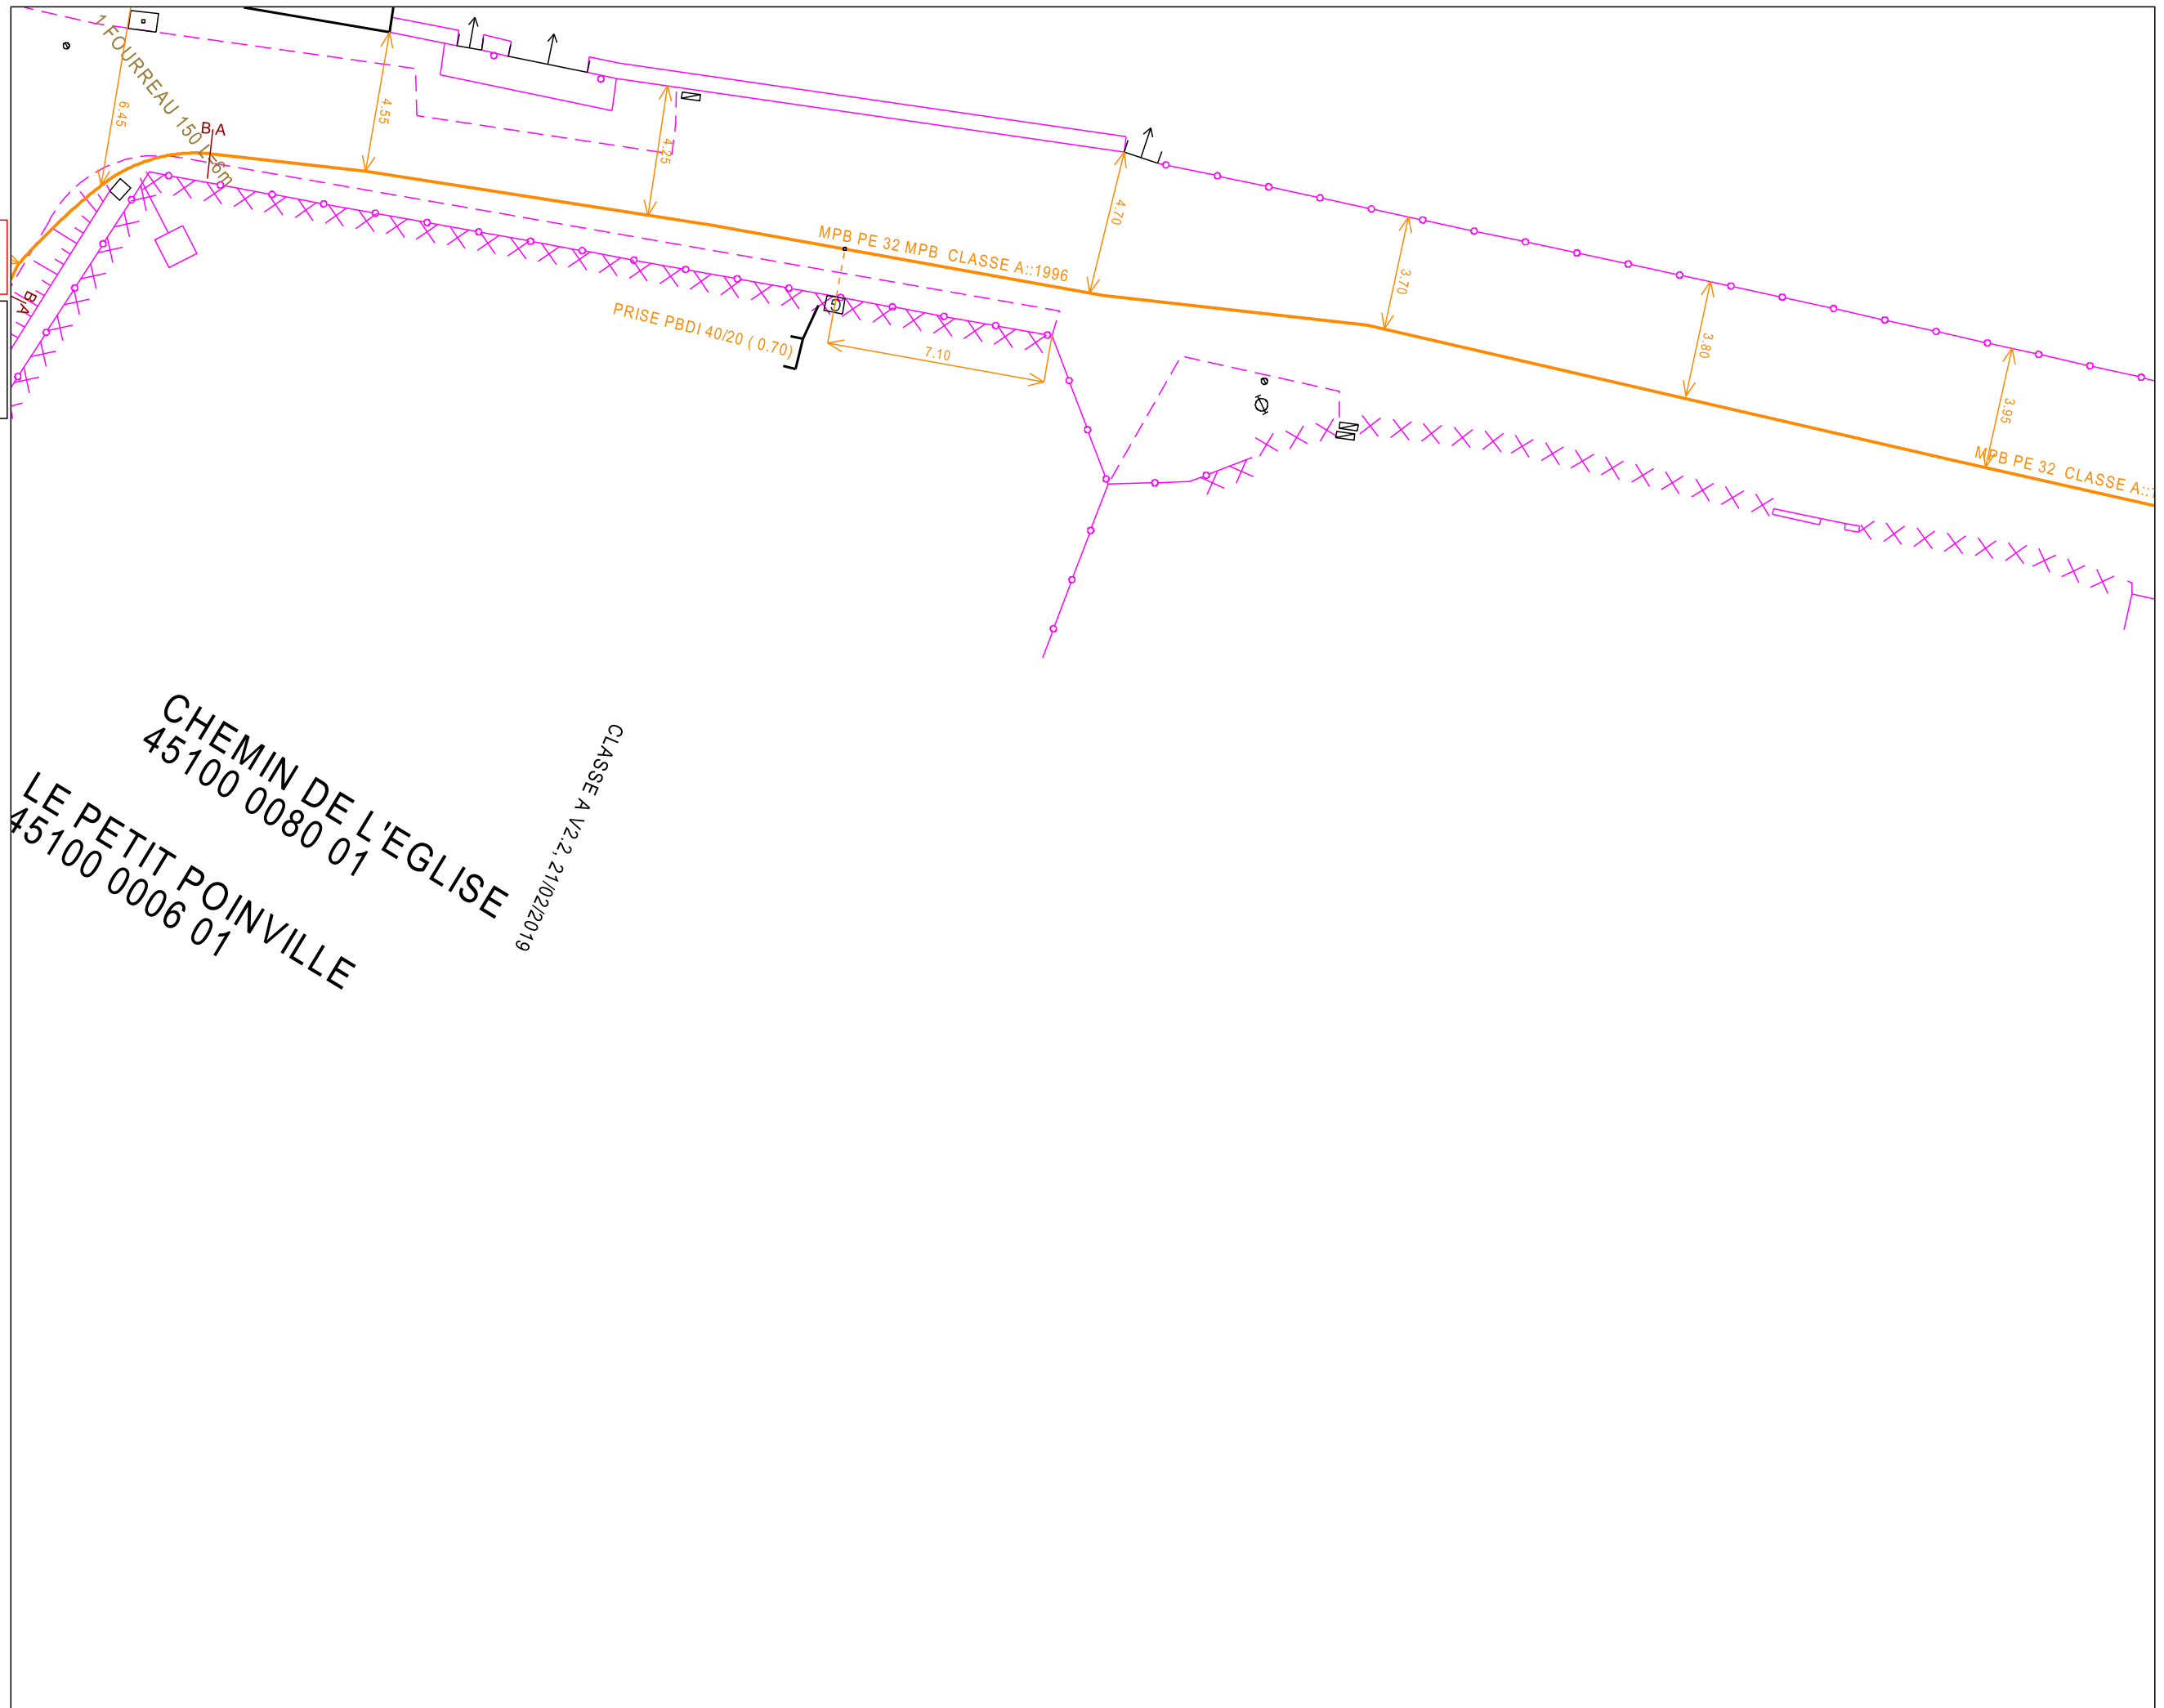 1 FOURREAU 150 L=6m
6.45
B A
4.55
4.25
4.70
MPB PE 32 MPB  CLASSE A::1996
3.70
3.80
3.95
MPB PE 32  CLASSE A::1
B A
G
PRISE PBDI 40/20 ( 0.70)
7.10
CHEMIN DE L'EGLISE
45100 0080 01
LE PETIT POINVILLE
45100 0006 01
CLASSE A V2.2, 21/02/2019